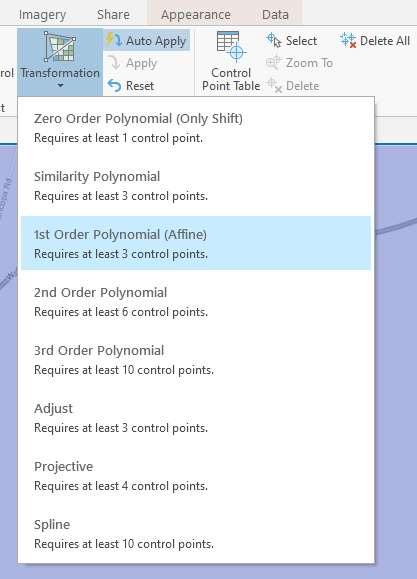 Imagery Share Appearance Data
Transformation
Auto Apply
Apply
Reset
Control
Point Table
Select
Zoom To
Delete
Delete All
Zero Order Polynomial (Only Shift)
Requires at least 1 control point.
Similarity Polynomial
Requires at least 3 control points.
1st Order Polynomial (Affine)
Requires at least 3 control points.
2nd Order Polynomial
Requires at least 6 control points.
3rd Order Polynomial
Requires at least 10 control points.
Adjust
Requires at least 3 control points.
Projective
Requires at least 4 control points.
Spline
Requires at least 10 control points.